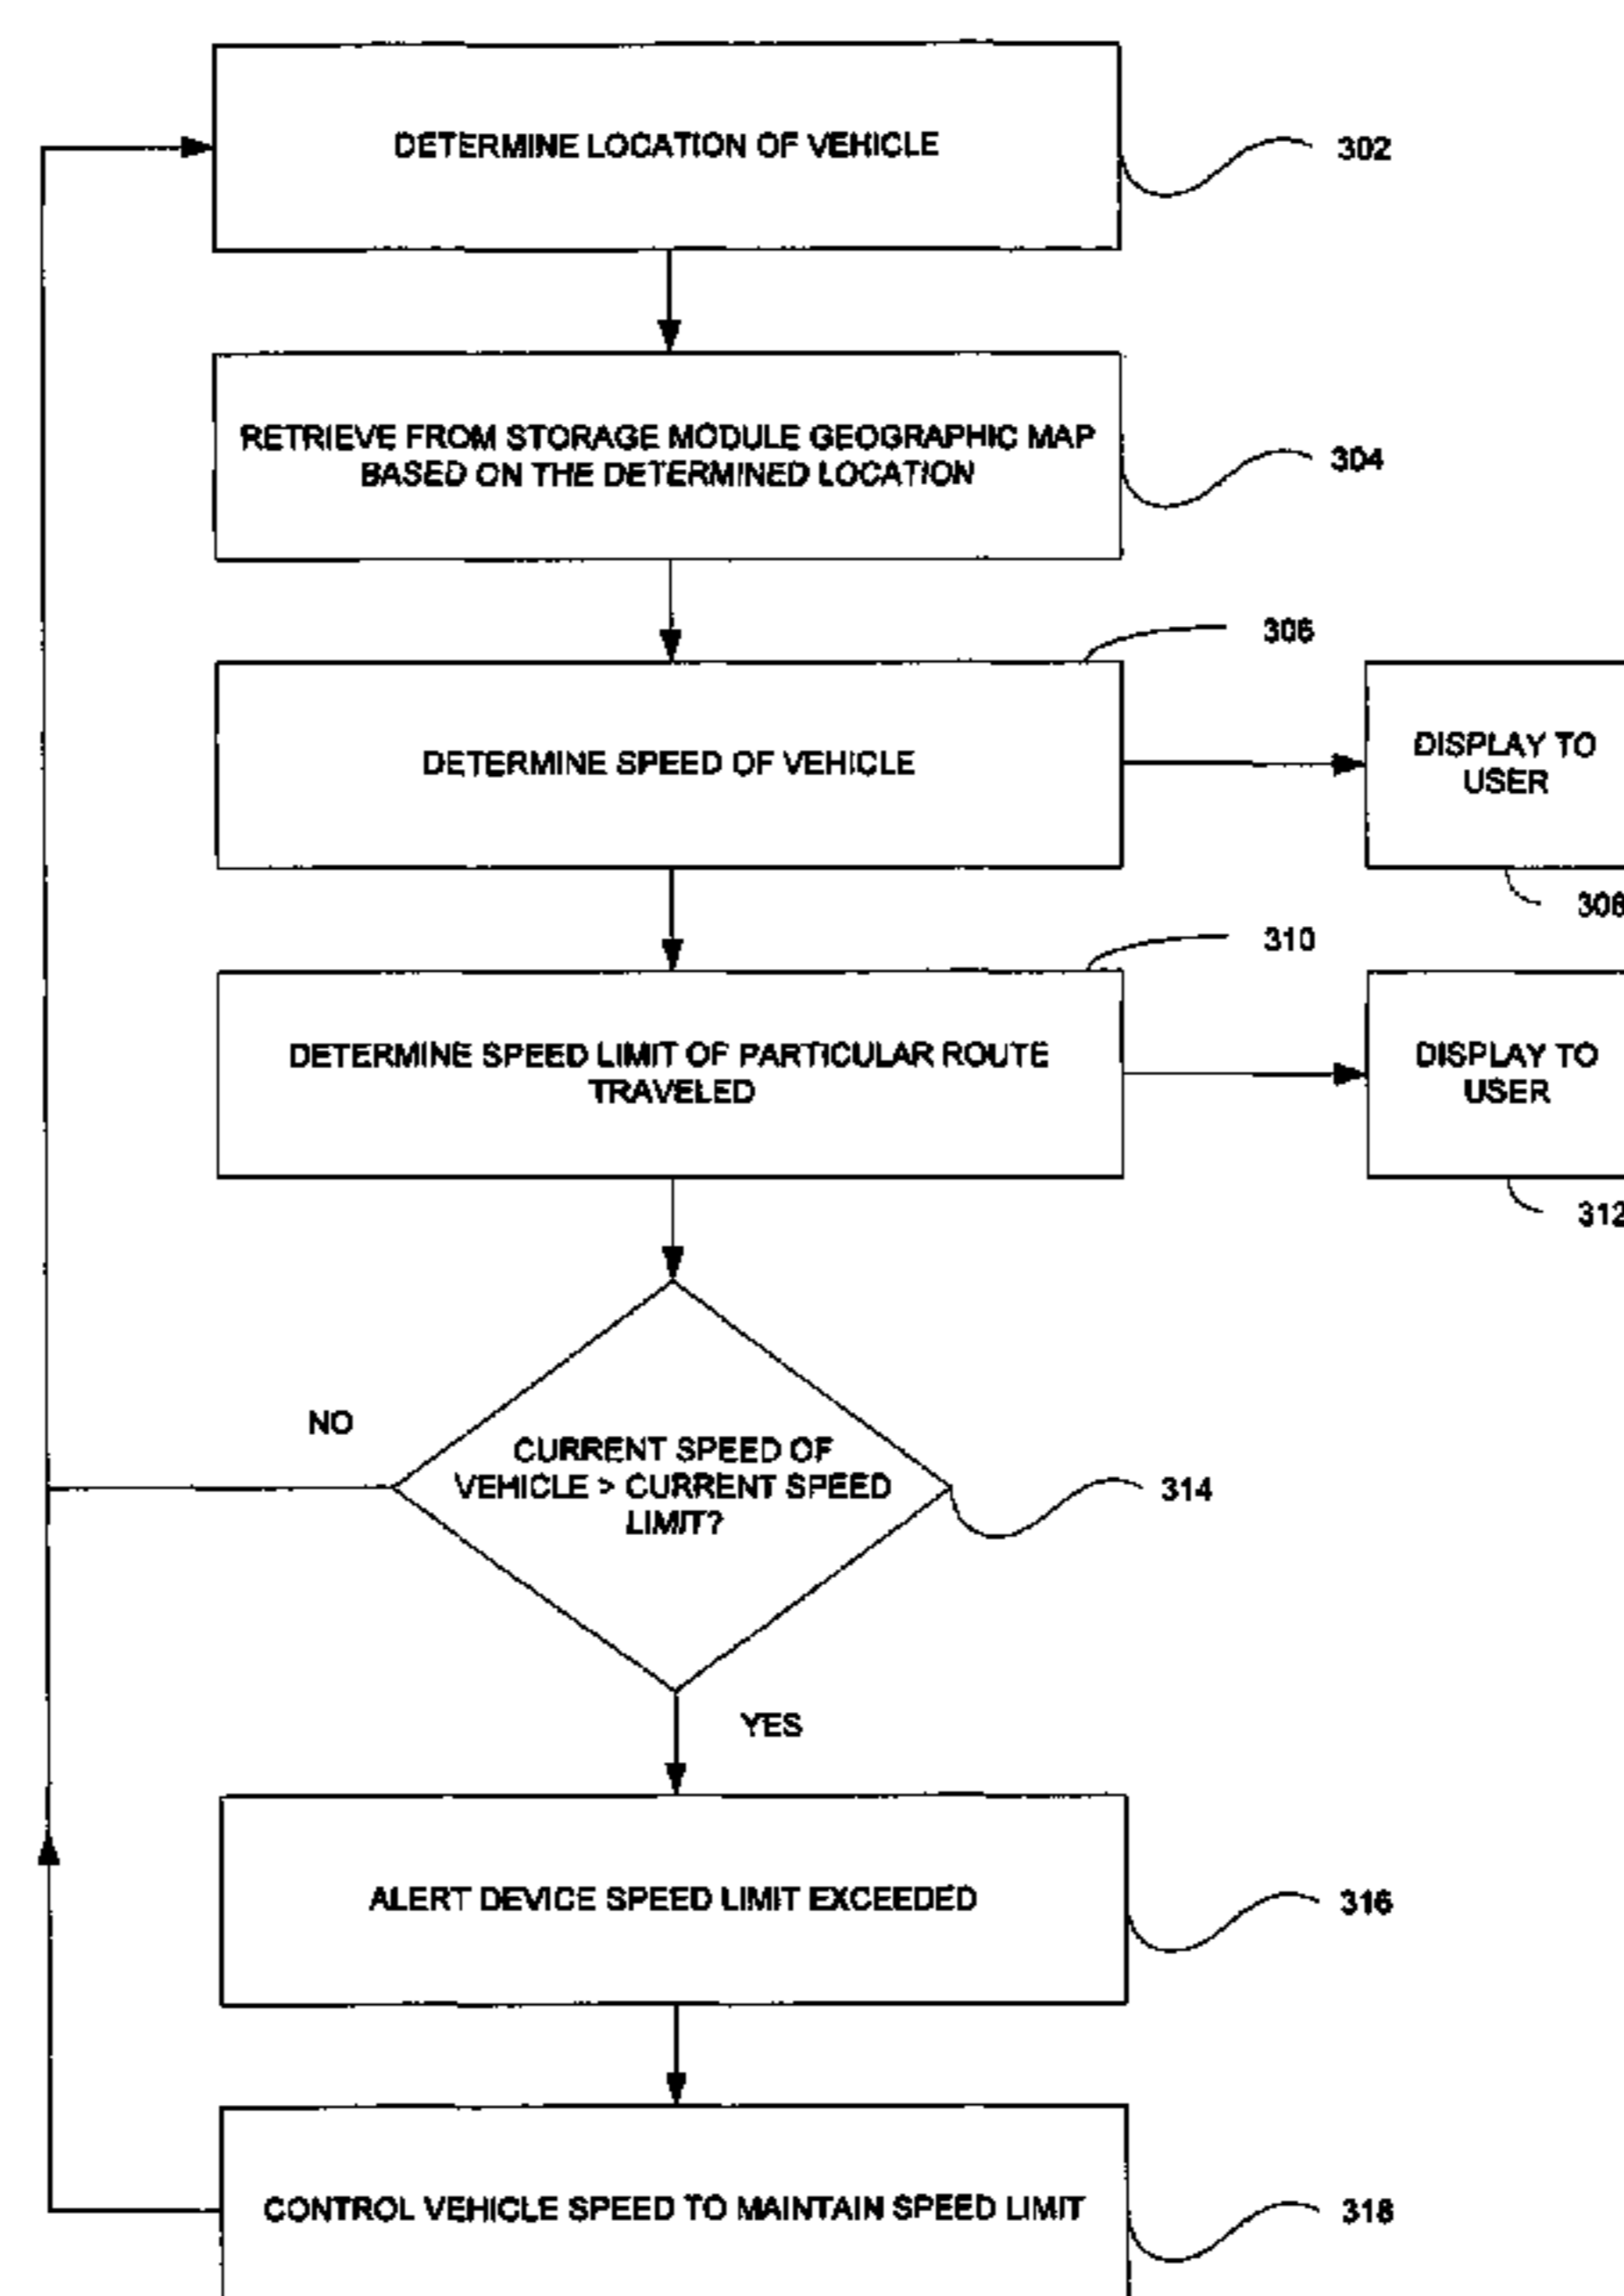 DETERMINE LOCATION OF VEHICLE
302
RETRIEVE FROM STORAGE MODULE GEOGRAPHIC MAP
BASED ON THE DETERMINED LOCATION
304
306
DETERMINE SPEED OF VEHICLE
DISPLAY TO
USER
308
310
DETERMINE SPEED LIMIT OF PARTICULAR ROUTE
TRAVELED
DISPLAY TO
USER
312
NO
CURRENT SPEED OF
VEHICLE > CURRENT SPEED
LIMIT?
314
YES
ALERT DEVICE SPEED LIMIT EXCEEDED
316
CONTROL VEHICLE SPEED TO MAINTAIN SPEED LIMIT
318